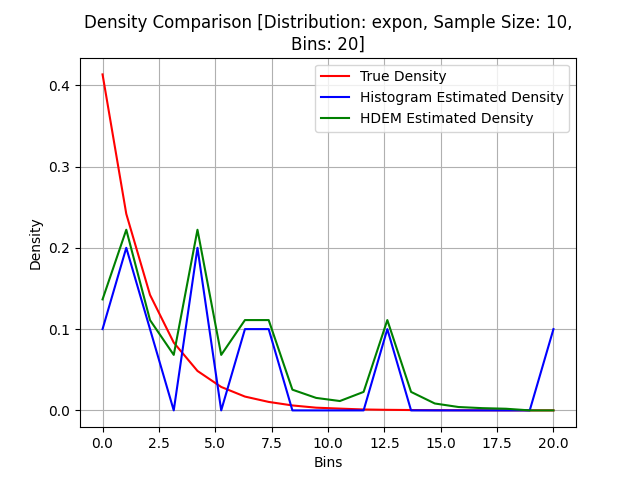 Density Comparison [Distribution: expon, Sample Size: 10,
Bins: 20]
True Density
Histogram Estimated Density
HDEM Estimated Density
Density
0.4
0.3
0.2
0.1
0.0
0.0 2.5 5.0 7.5 10.0 12.5 15.0 17.5 20.0
Bins